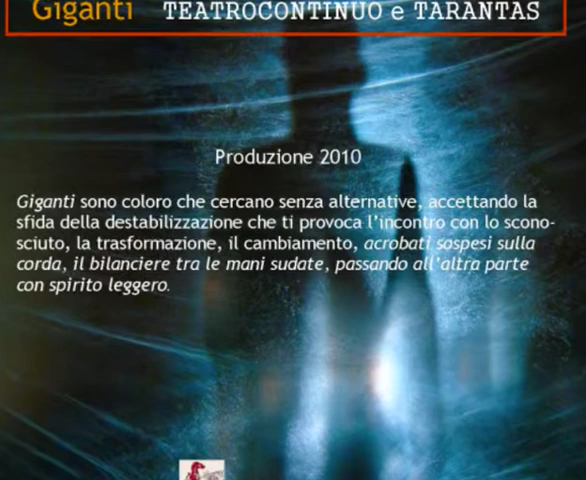 Giganti TEATROCONTINUO e TARANTAS
Produzione 2010
Giganti sono coloro che cercano senza alternative, accettando la
sfida della destabilizzazione che ti provoca l'incontro con lo scono-
sciuto, la trasformazione, il cambiamento, acrobati sospesi sulla
corda, il bilanciere tra le mani sudate, passando all'altra parte
con spirito leggero.